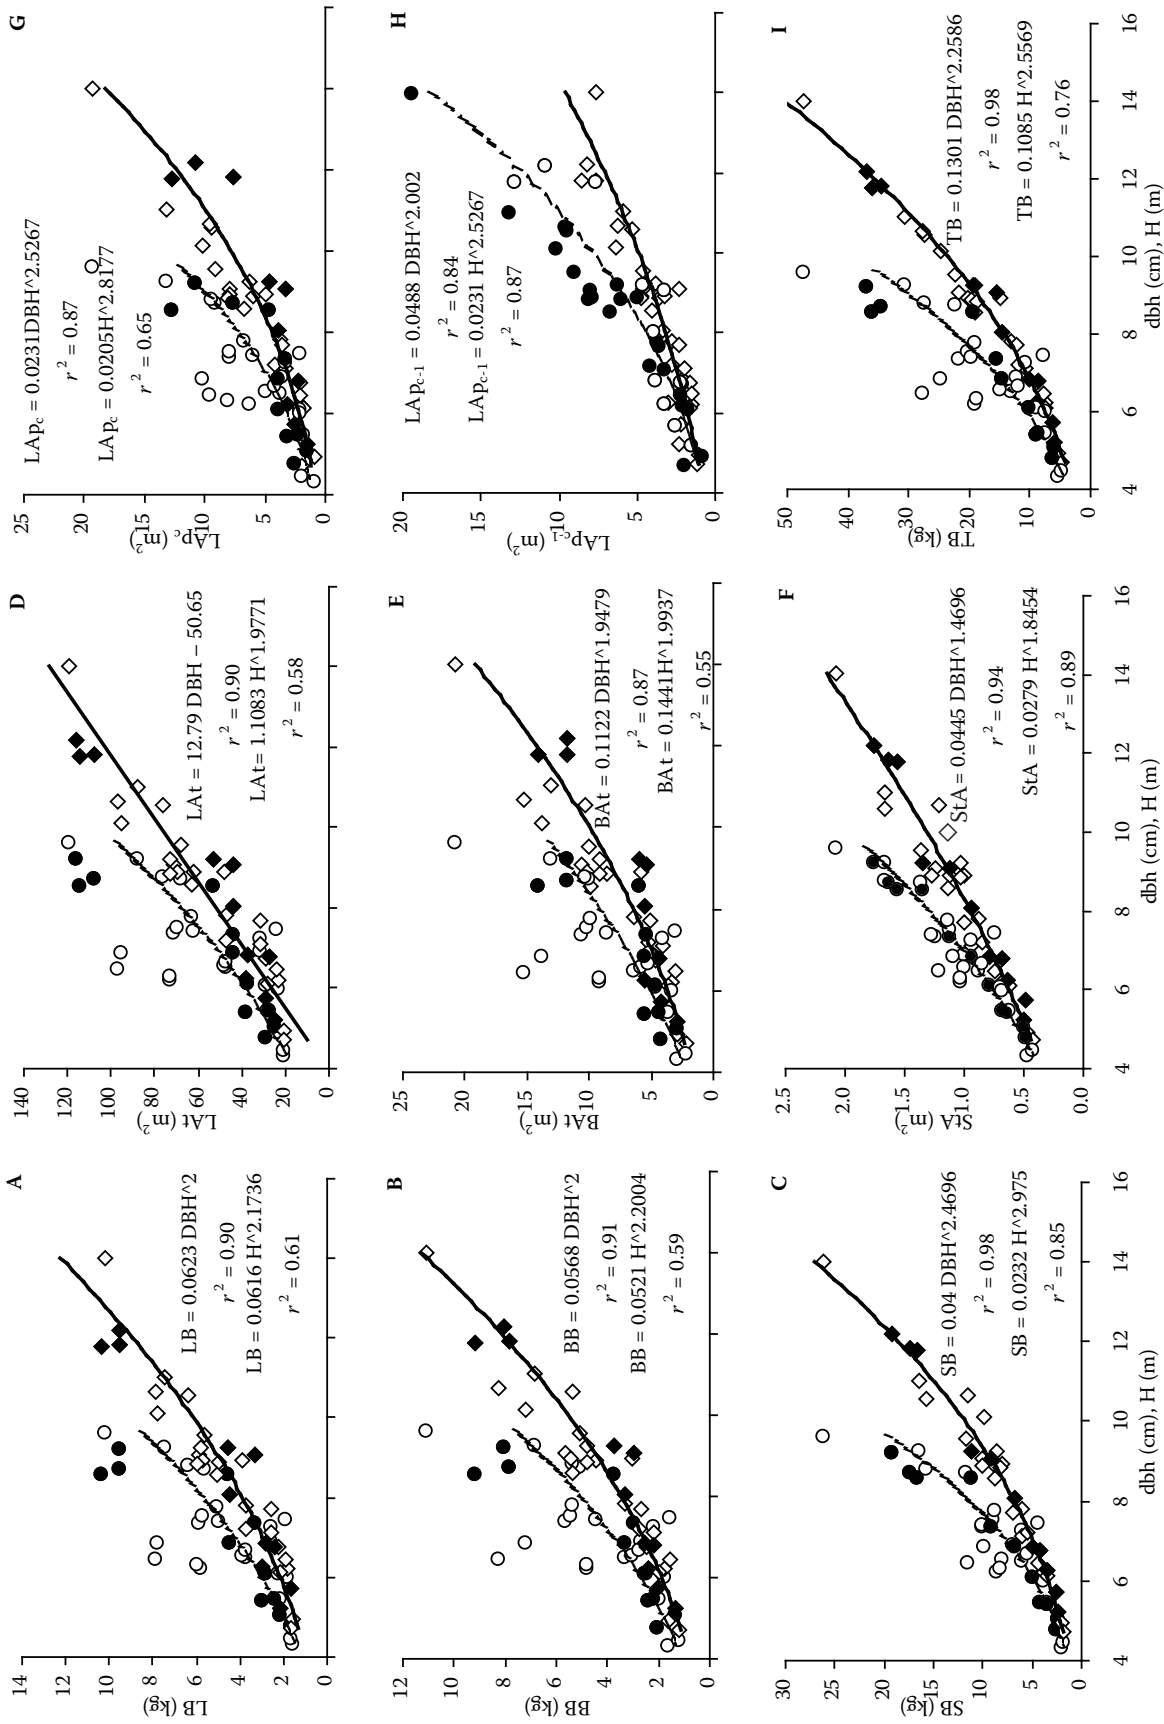 A
14
12
10
8
6
4
2
0
LB (kg)
LB = 0.0623 DBH^2
r² = 0.90
LB = 0.0616 H^2.1736
r² = 0.61
D
140
120
100
80
60
40
20
0
LAt (m²)
LAt = 12.79 DBH − 50.65
r² = 0.90
LAt= 1.1083 H^1.9771
r² = 0.58
G
25
20
15
10
5
0
LApc (m²)
LApc = 0.0231DBH^2.5267
r² = 0.87
LApc = 0.0205H^2.8177
r² = 0.65
B
12
10
8
6
4
2
0
BB (kg)
BB = 0.0568 DBH^2
r² = 0.91
BB = 0.0521 H^2.2004
r² = 0.59
E
25
20
15
10
5
0
BAt (m²)
BAt = 0.1122 DBH^1.9479
r² = 0.87
BAt = 0.1441H^1.9937
r² = 0.55
H
20
15
10
5
0
LApc-1 (m²)
LApc-1 = 0.0488 DBH^2.002
r² = 0.84
LApc-1 = 0.0231 H^2.5267
r² = 0.87
C
30
25
20
15
10
5
0
SB (kg)
SB = 0.04 DBH^2.4696
r² = 0.98
SB = 0.0232 H^2.975
r² = 0.85
4 6 8 10 12 14 16
dbh (cm), H (m)
F
2.5
2.0
1.5
1.0
0.5
0.0
StA (m²)
StA = 0.0445 DBH^1.4696
r² = 0.94
StA = 0.0279 H^1.8454
r² = 0.89
4 6 8 10 12 14 16
dbh (cm), H (m)
I
50
40
30
20
10
0
TB (kg)
TB = 0.1301 DBH^2.2586
r² = 0.98
TB = 0.1085 H^2.5569
r² = 0.76
4 6 8 10 12 14 16
dbh (cm), H (m)